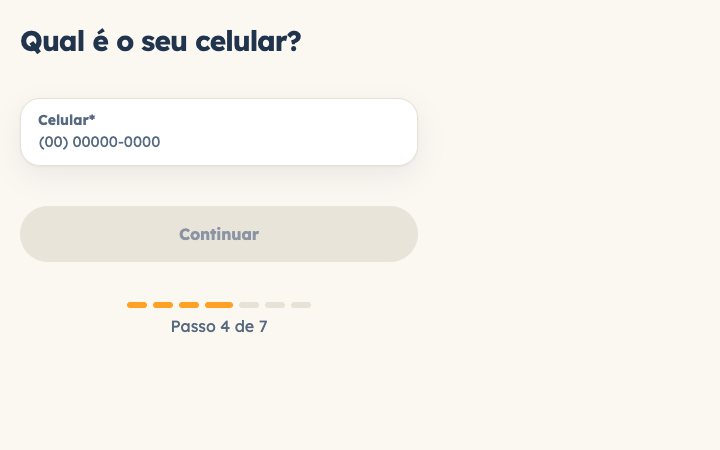 Qual é o seu celular?
Celular*
(00) 00000-0000
Continuar
Passo 4 de 7